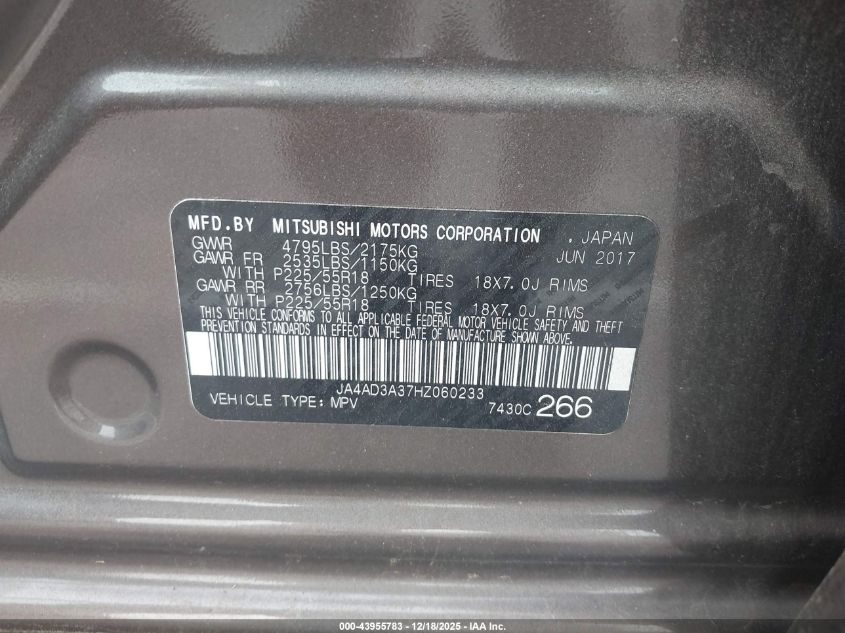 MFD.BY MITSUBISHI MOTORS CORPORATION . JAPAN
GVWR 4795LBS/2175KG JUN 2017
GAWR FR 2535LBS/1150KG
WITH P225/55R18 TIRES 18X7.0J RIMS
GAWR RR 2756LBS/1250KG
WITH P225/55R18 TIRES 18X7.0J RIMS
THIS VEHICLE CONFORMS TO ALL APPLICABLE FEDERAL MOTOR VEHICLE SAFETY AND THEFT
PREVENTION STANDARDS IN EFFECT ON THE DATE OF MANUFACTURE SHOWN ABOVE.
JA4AD3A37HZ060233
VEHICLE TYPE: MPV 7430C 266
000-43955783 - 12/18/2025 - IAA Inc.